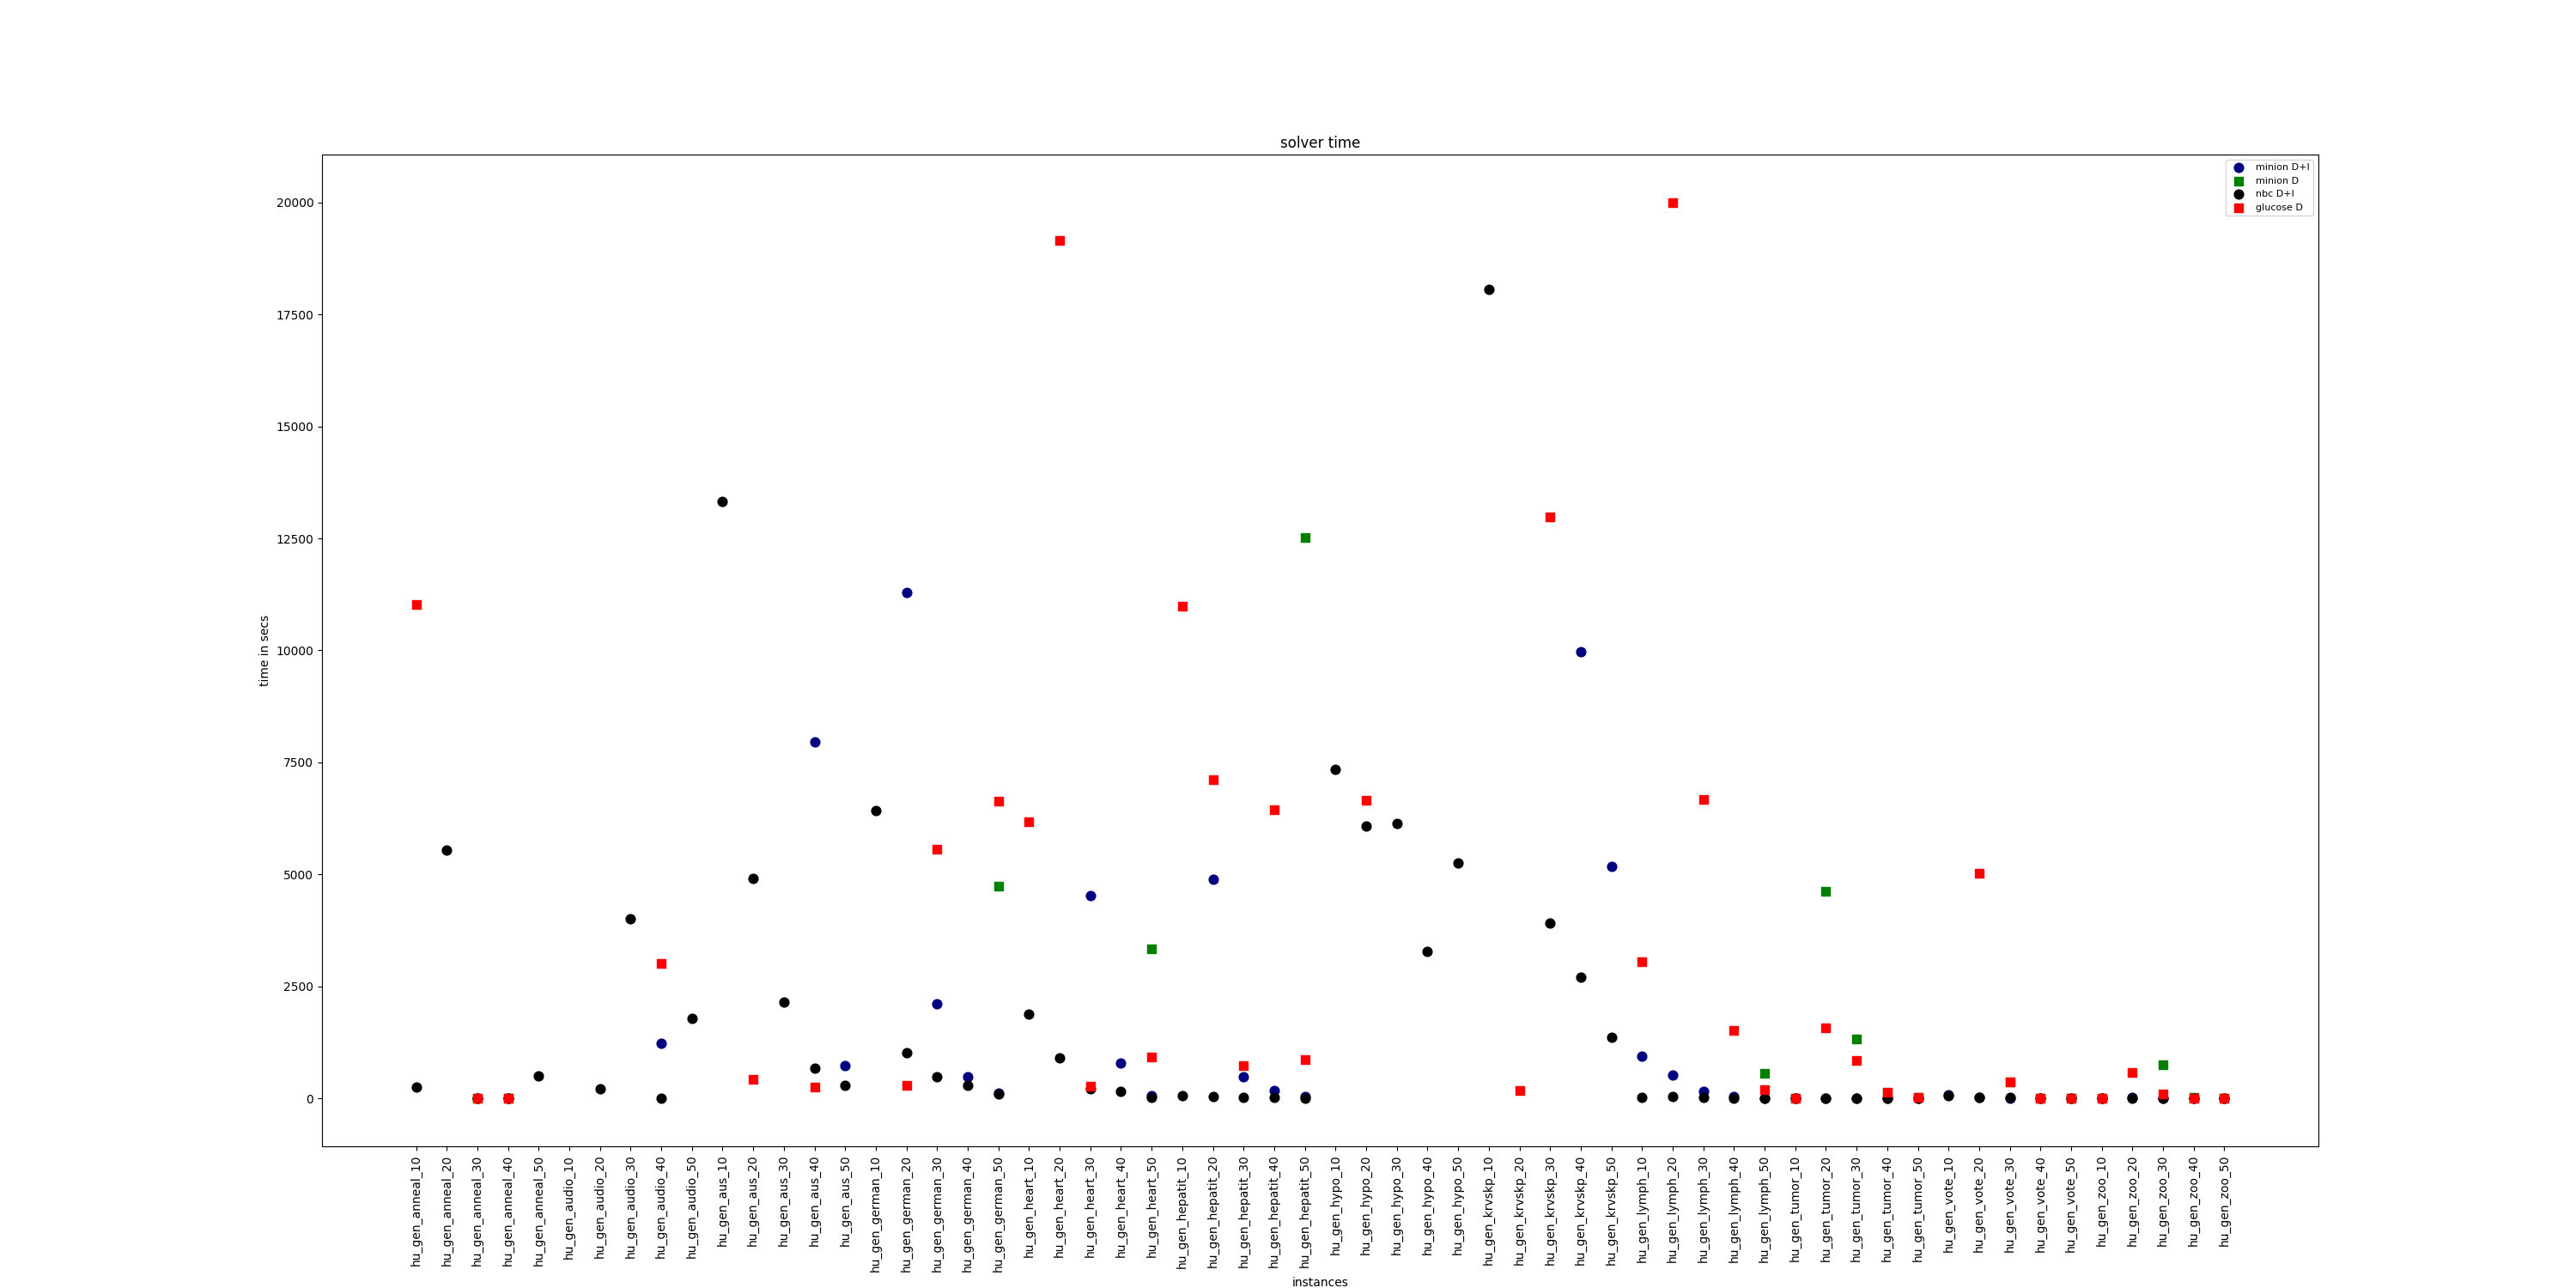 solver time
minion D+I
minion D
nbc D+I
glucose D
20000
17500
15000
12500
10000
7500
5000
2500
0
time in secs
hu_gen_anneal_10
hu_gen_anneal_20
hu_gen_anneal_30
hu_gen_anneal_40
hu_gen_anneal_50
hu_gen_audio_10
hu_gen_audio_20
hu_gen_audio_30
hu_gen_audio_40
hu_gen_audio_50
hu_gen_aus_10
hu_gen_aus_20
hu_gen_aus_30
hu_gen_aus_40
hu_gen_aus_50
hu_gen_german_10
hu_gen_german_20
hu_gen_german_30
hu_gen_german_40
hu_gen_german_50
hu_gen_heart_10
hu_gen_heart_20
hu_gen_heart_30
hu_gen_heart_40
hu_gen_heart_50
hu_gen_hepatit_10
hu_gen_hepatit_20
hu_gen_hepatit_30
hu_gen_hepatit_40
hu_gen_hepatit_50
hu_gen_hypo_10
hu_gen_hypo_20
hu_gen_hypo_30
hu_gen_hypo_40
hu_gen_hypo_50
hu_gen_krvskp_10
hu_gen_krvskp_20
hu_gen_krvskp_30
hu_gen_krvskp_40
hu_gen_krvskp_50
hu_gen_lymph_10
hu_gen_lymph_20
hu_gen_lymph_30
hu_gen_lymph_40
hu_gen_lymph_50
hu_gen_tumor_10
hu_gen_tumor_20
hu_gen_tumor_30
hu_gen_tumor_40
hu_gen_tumor_50
hu_gen_vote_10
hu_gen_vote_20
hu_gen_vote_30
hu_gen_vote_40
hu_gen_vote_50
hu_gen_zoo_10
hu_gen_zoo_20
hu_gen_zoo_30
hu_gen_zoo_40
hu_gen_zoo_50
instances